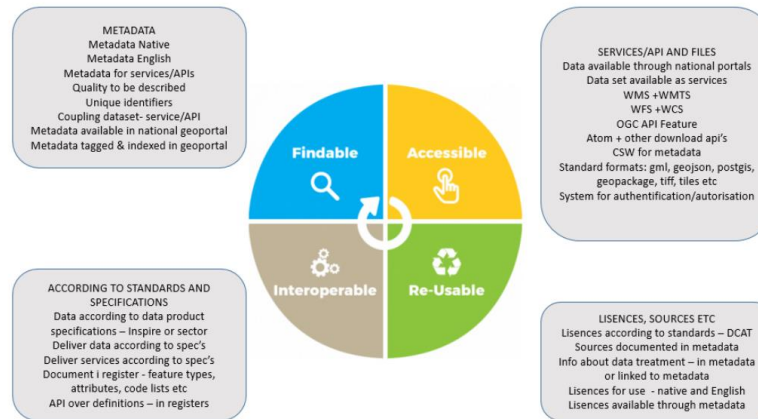 METADATA
Metadata Native
Metadata English
Metadata for services/APIs
Quality to be described
Unique identifiers
Coupling dataset- service/API
Metadata available in national geoportal
Metadata tagged & indexed in geoportal
SERVICES/API AND FILES
Data available through national portals
Data set available as services
WMS +WMTS
WFS +WCS
OGC API Feature
Atom + other download api's
CSW for metadata
Standard formats: gml, geojson, postgis,
geopackage, tiff, tiles etc
System for authentification/autorisation
Findable
Accessible
Interoperable
Re-Usable
ACCORDING TO STANDARDS AND
SPECIFICATIONS
Data according to data product
specifications – Inspire or sector
Deliver data according to spec's
Deliver services according to spec's
Document i register - feature types,
attributes, code lists etc
API over definitions – in registers
LISENCES, SOURCES ETC
Lisences according to standards – DCAT
Sources documented in metadata
Info about data treatment – in metadata
or linked to metadata
Lisences for use - native and English
Lisences available through metadata